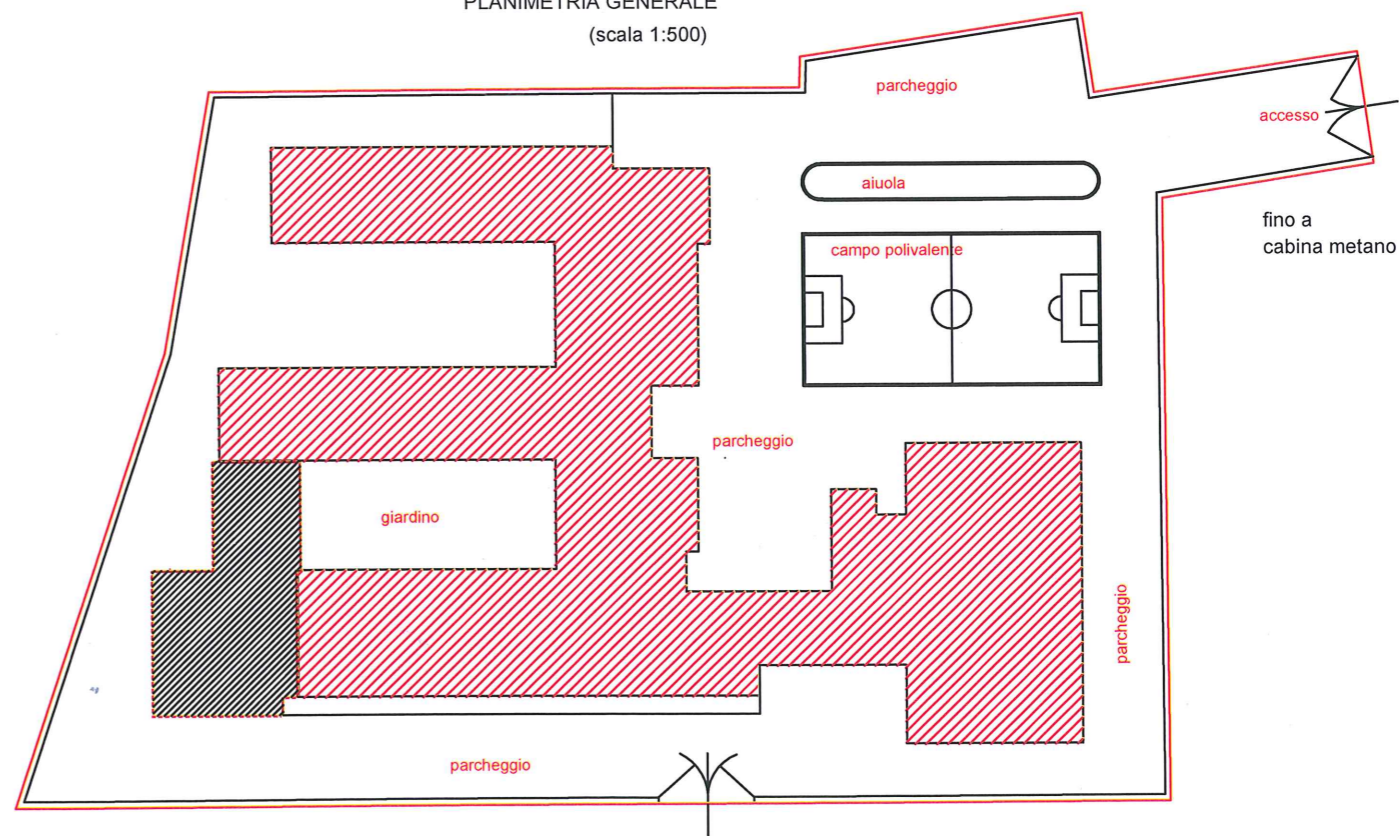 PLANIMETRIA GENERALE
(scala 1:500)
parcheggio
accesso
aiuola
fino a
cabina metano
campo polivalente
parcheggio
giardino
parcheggio
parcheggio